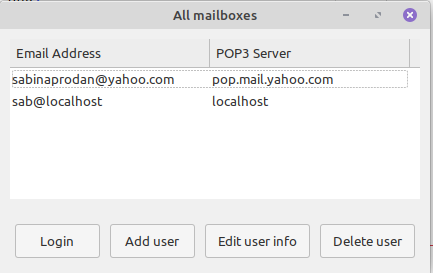 All mailboxes
Email Address POP3 Server
sabinaprodan@yahoo.com pop.mail.yahoo.com
sab@localhost localhost
Login Add user Edit user info Delete user